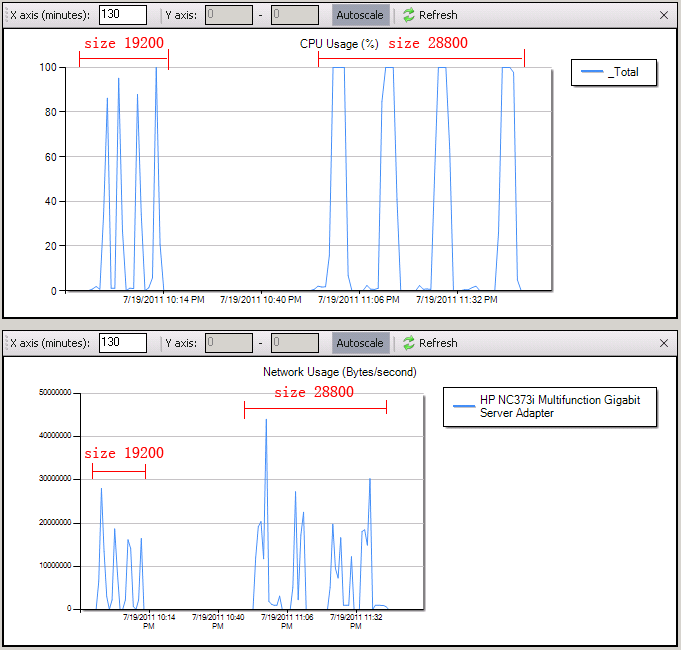 X axis (minutes): 130 Y axis: 0 - 0 Autoscale Refresh
size 19200 CPU Usage (%) size 28800
_Total
100
80
60
40
20
0
7/19/2011 10:14 PM 7/19/2011 10:40 PM 7/19/2011 11:06 PM 7/19/2011 11:32 PM
X axis (minutes): 130 Y axis: 0 - 0 Autoscale Refresh
Network Usage (Bytes/second)
size 28800
HP NC373i Multifunction Gigabit
Server Adapter
50000000
40000000
size 19200
30000000
20000000
10000000
0
7/19/2011 10:14 7/19/2011 10:40 7/19/2011 11:06 7/19/2011 11:32
PM PM PM PM